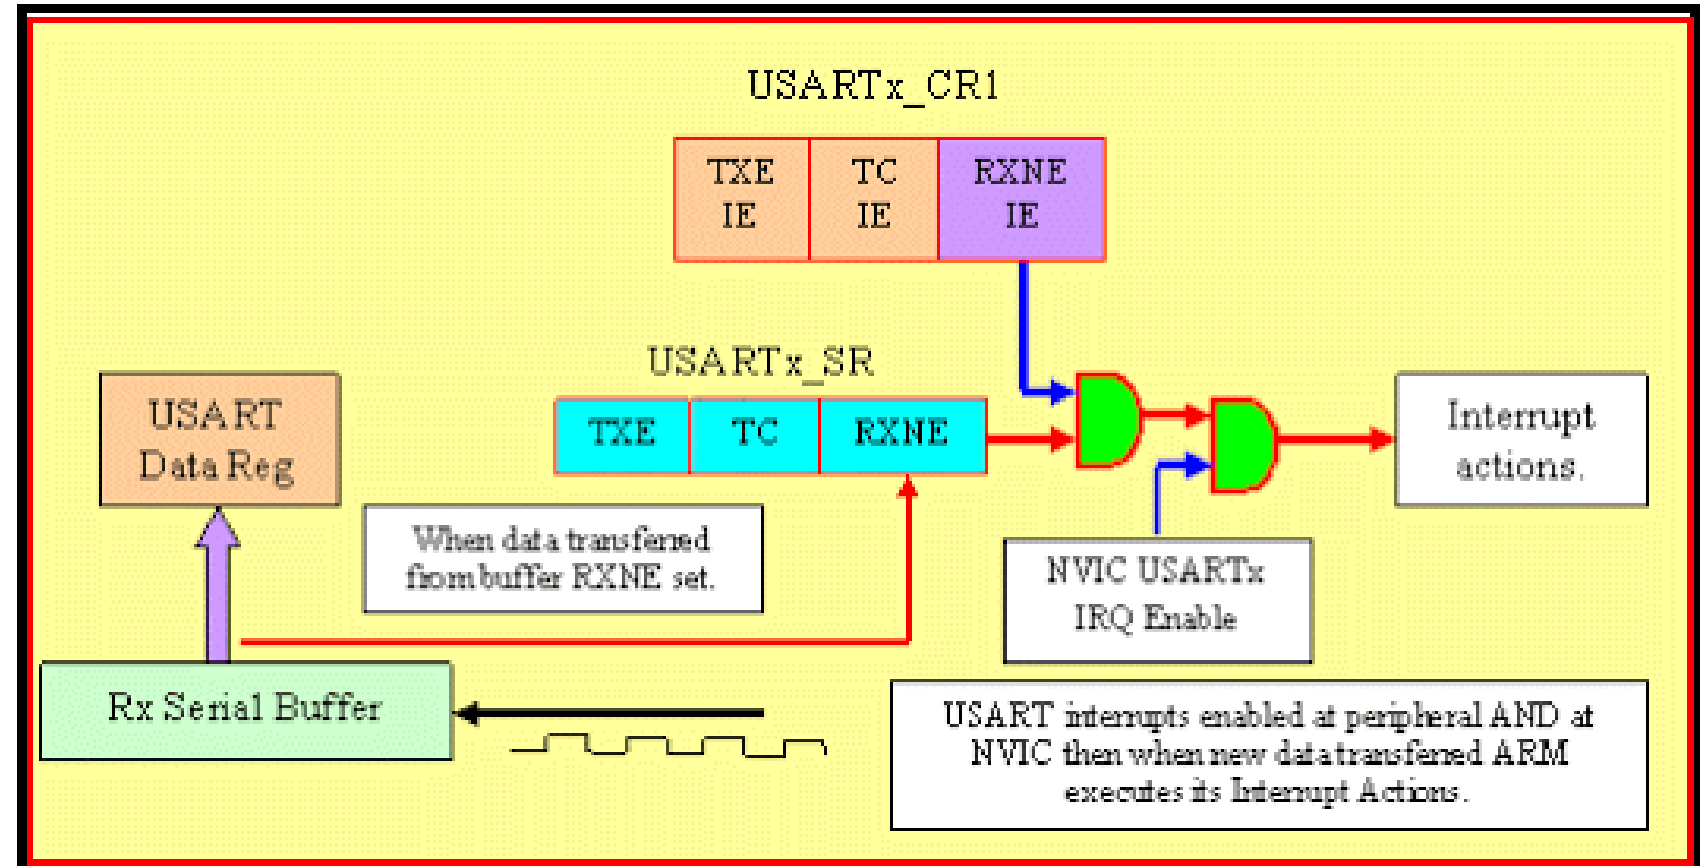 USARTx_CR1
TXE
IE
TC
IE
RXNE
IE
USARTx_SR
TXE
TC
RXNE
USART
Data Reg
Interrupt
actions.
When data transferred
from buffer RXNE set.
NVIC USARTx
IRQ Enable
Rx Serial Buffer
USART interrupts enabled at peripheral AND at
NVIC then when new data transferred ARM
executes its Interrupt Actions.